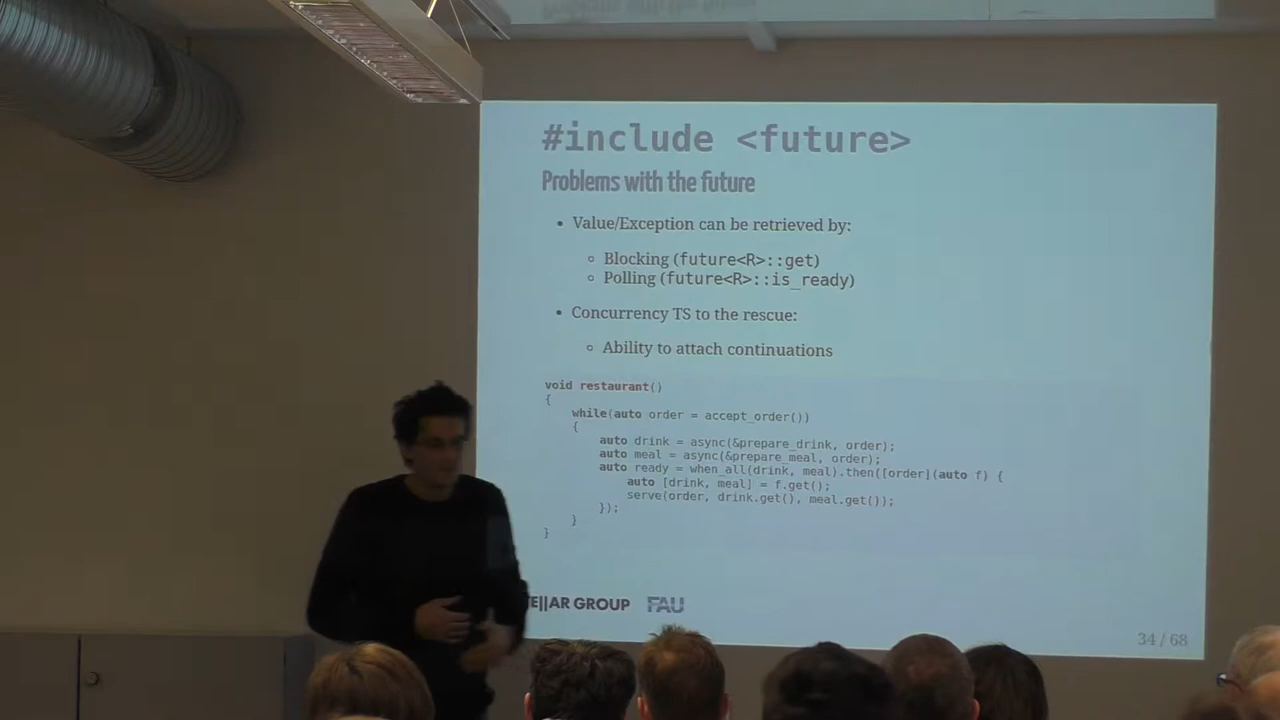 #include <future>
Problems with the future
• Value/Exception can be retrieved by:
◦ Blocking (future<R>::get)
◦ Polling (future<R>::is_ready)
• Concurrency TS to the rescue:
◦ Ability to attach continuations
void restaurant()
{
while(auto order = accept_order())
{
auto drink = async(&prepare_drink, order);
auto meal = async(&prepare_meal, order);
auto ready = when_all(drink, meal).then([order](auto f) {
auto [drink, meal] = f.get();
serve(order, drink.get(), meal.get());
});
}
}
E||AR GROUP FAU
34 / 68